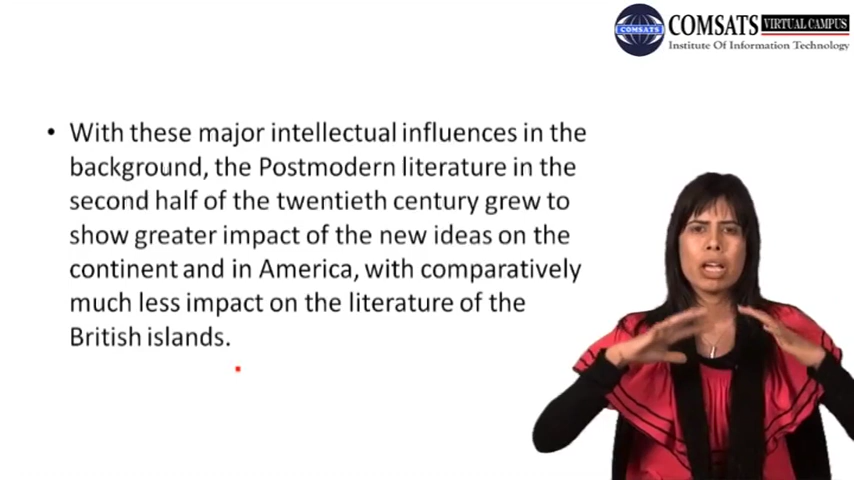 COMSATS
COMSATS VIRTUAL CAMPUS
Institute Of Information Technology
• With these major intellectual influences in the
background, the Postmodern literature in the
second half of the twentieth century grew to
show greater impact of the new ideas on the
continent and in America, with comparatively
much less impact on the literature of the
British islands.